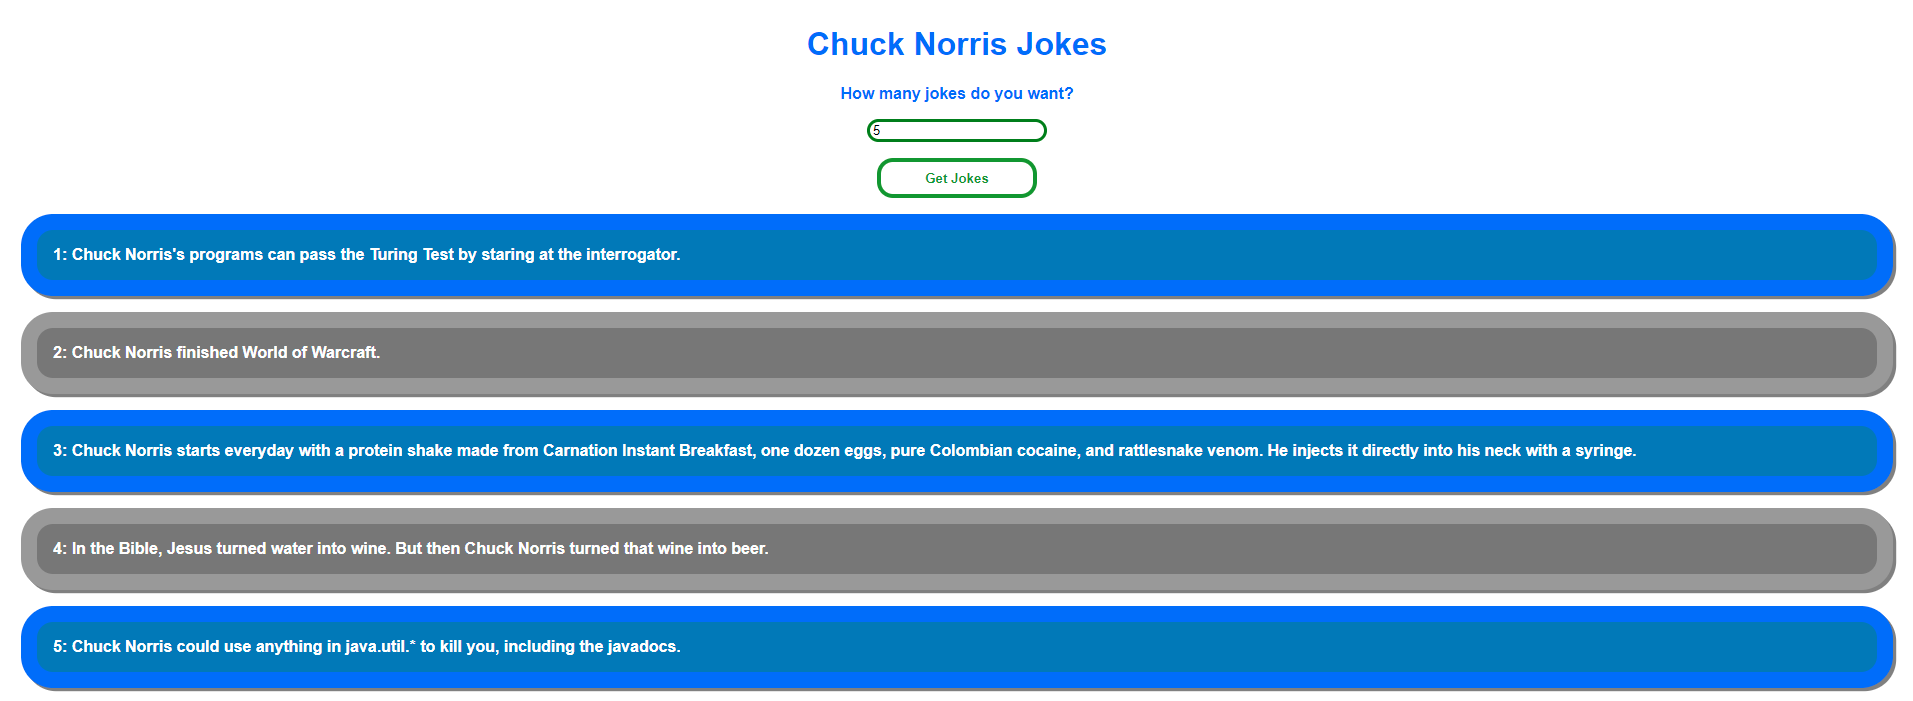 Chuck Norris Jokes
How many jokes do you want?
5
Get Jokes
1: Chuck Norris's programs can pass the Turing Test by staring at the interrogator.
2: Chuck Norris finished World of Warcraft.
3: Chuck Norris starts everyday with a protein shake made from Carnation Instant Breakfast, one dozen eggs, pure Colombian cocaine, and rattlesnake venom. He injects it directly into his neck with a syringe.
4: In the Bible, Jesus turned water into wine. But then Chuck Norris turned that wine into beer.
5: Chuck Norris could use anything in java.util.* to kill you, including the javadocs.